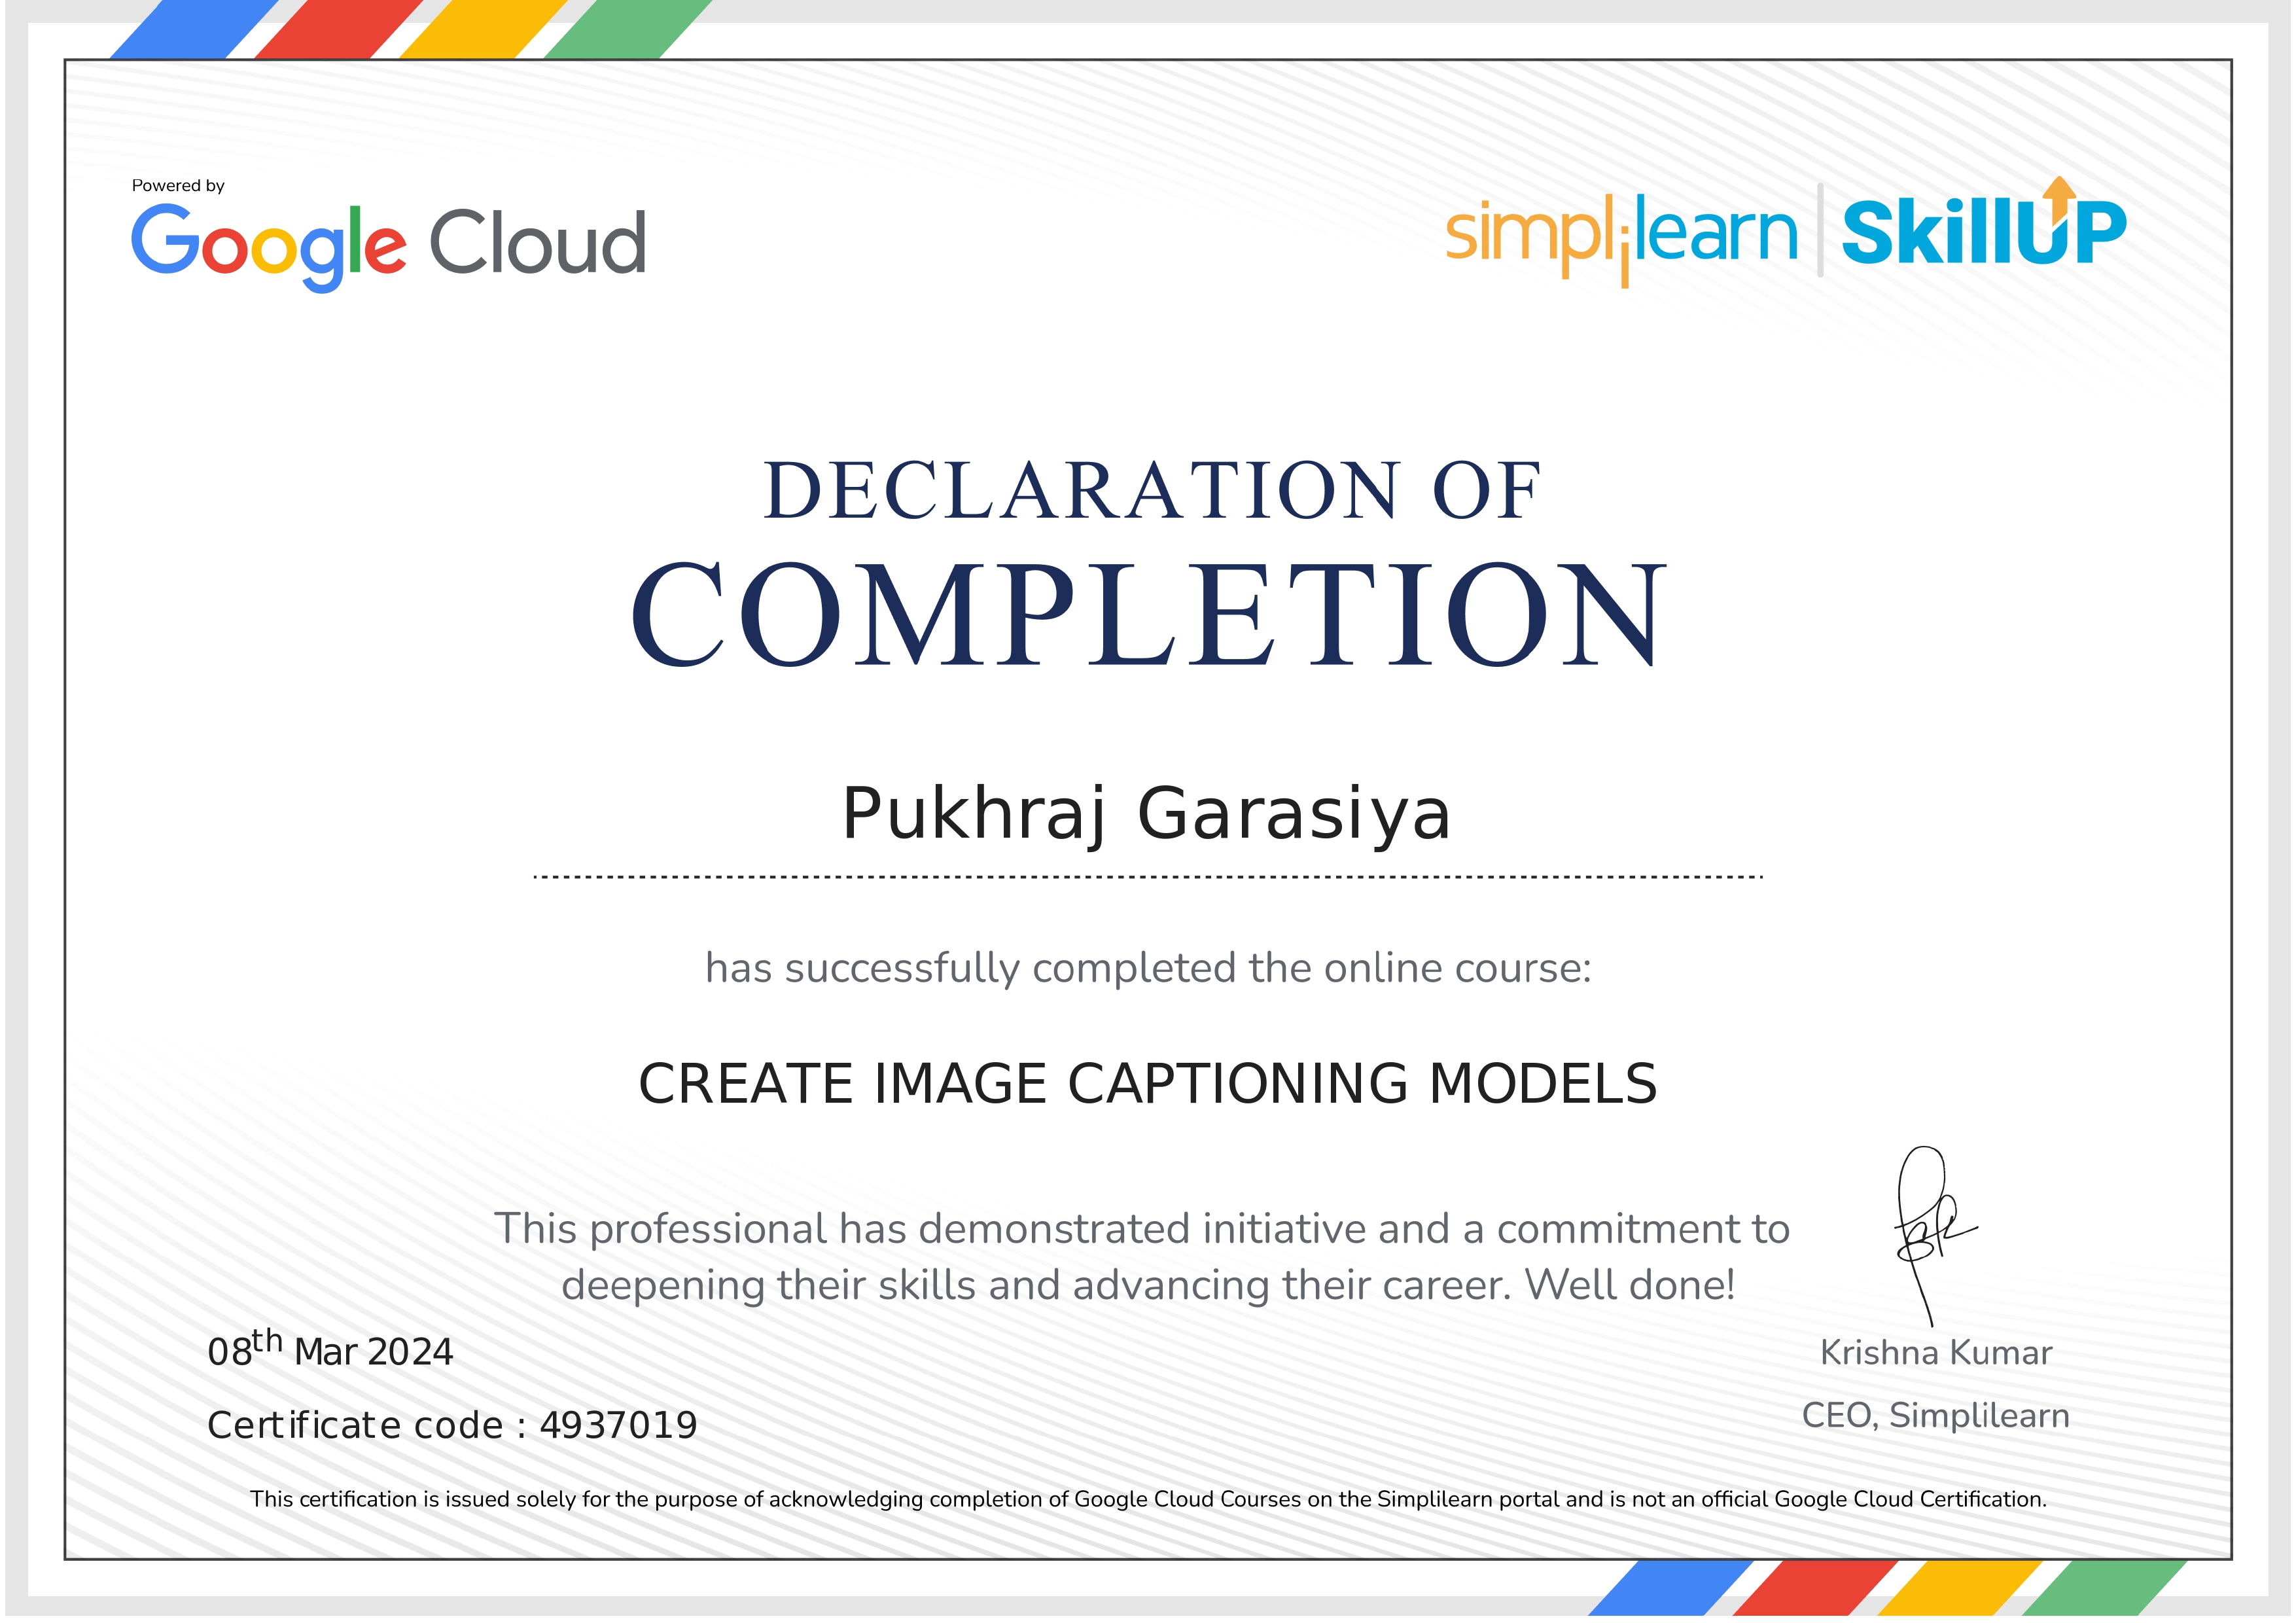 Powered by
Google Cloud
simplilearn | SkillUP
DECLARATION OF
COMPLETION
Pukhraj Garasiya
has successfully completed the online course:
CREATE IMAGE CAPTIONING MODELS
This professional has demonstrated initiative and a commitment to
deepening their skills and advancing their career. Well done!
08th Mar 2024
Krishna Kumar
Certificate code : 4937019
CEO, Simplilearn
This certification is issued solely for the purpose of acknowledging completion of Google Cloud Courses on the Simplilearn portal and is not an official Google Cloud Certification.